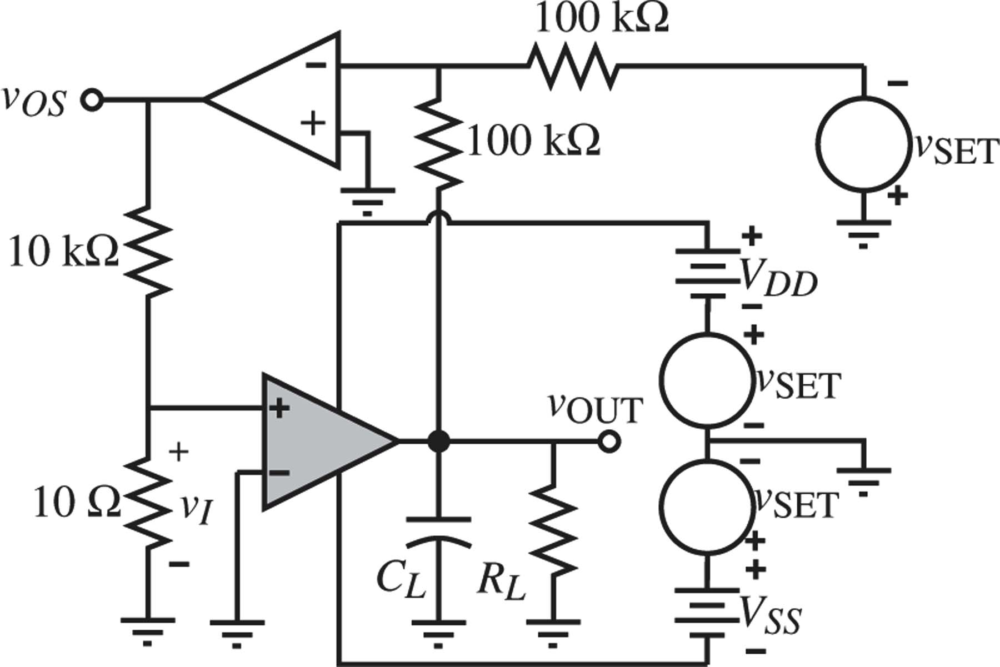 100 kΩ
−
vOS
+
100 kΩ
−
vSET
+
10 kΩ
+
VDD
−
+
vSET
−
vOUT
+
−
+
−
vSET
10 Ω
vI
+
+
CL
RL
VSS
−
−